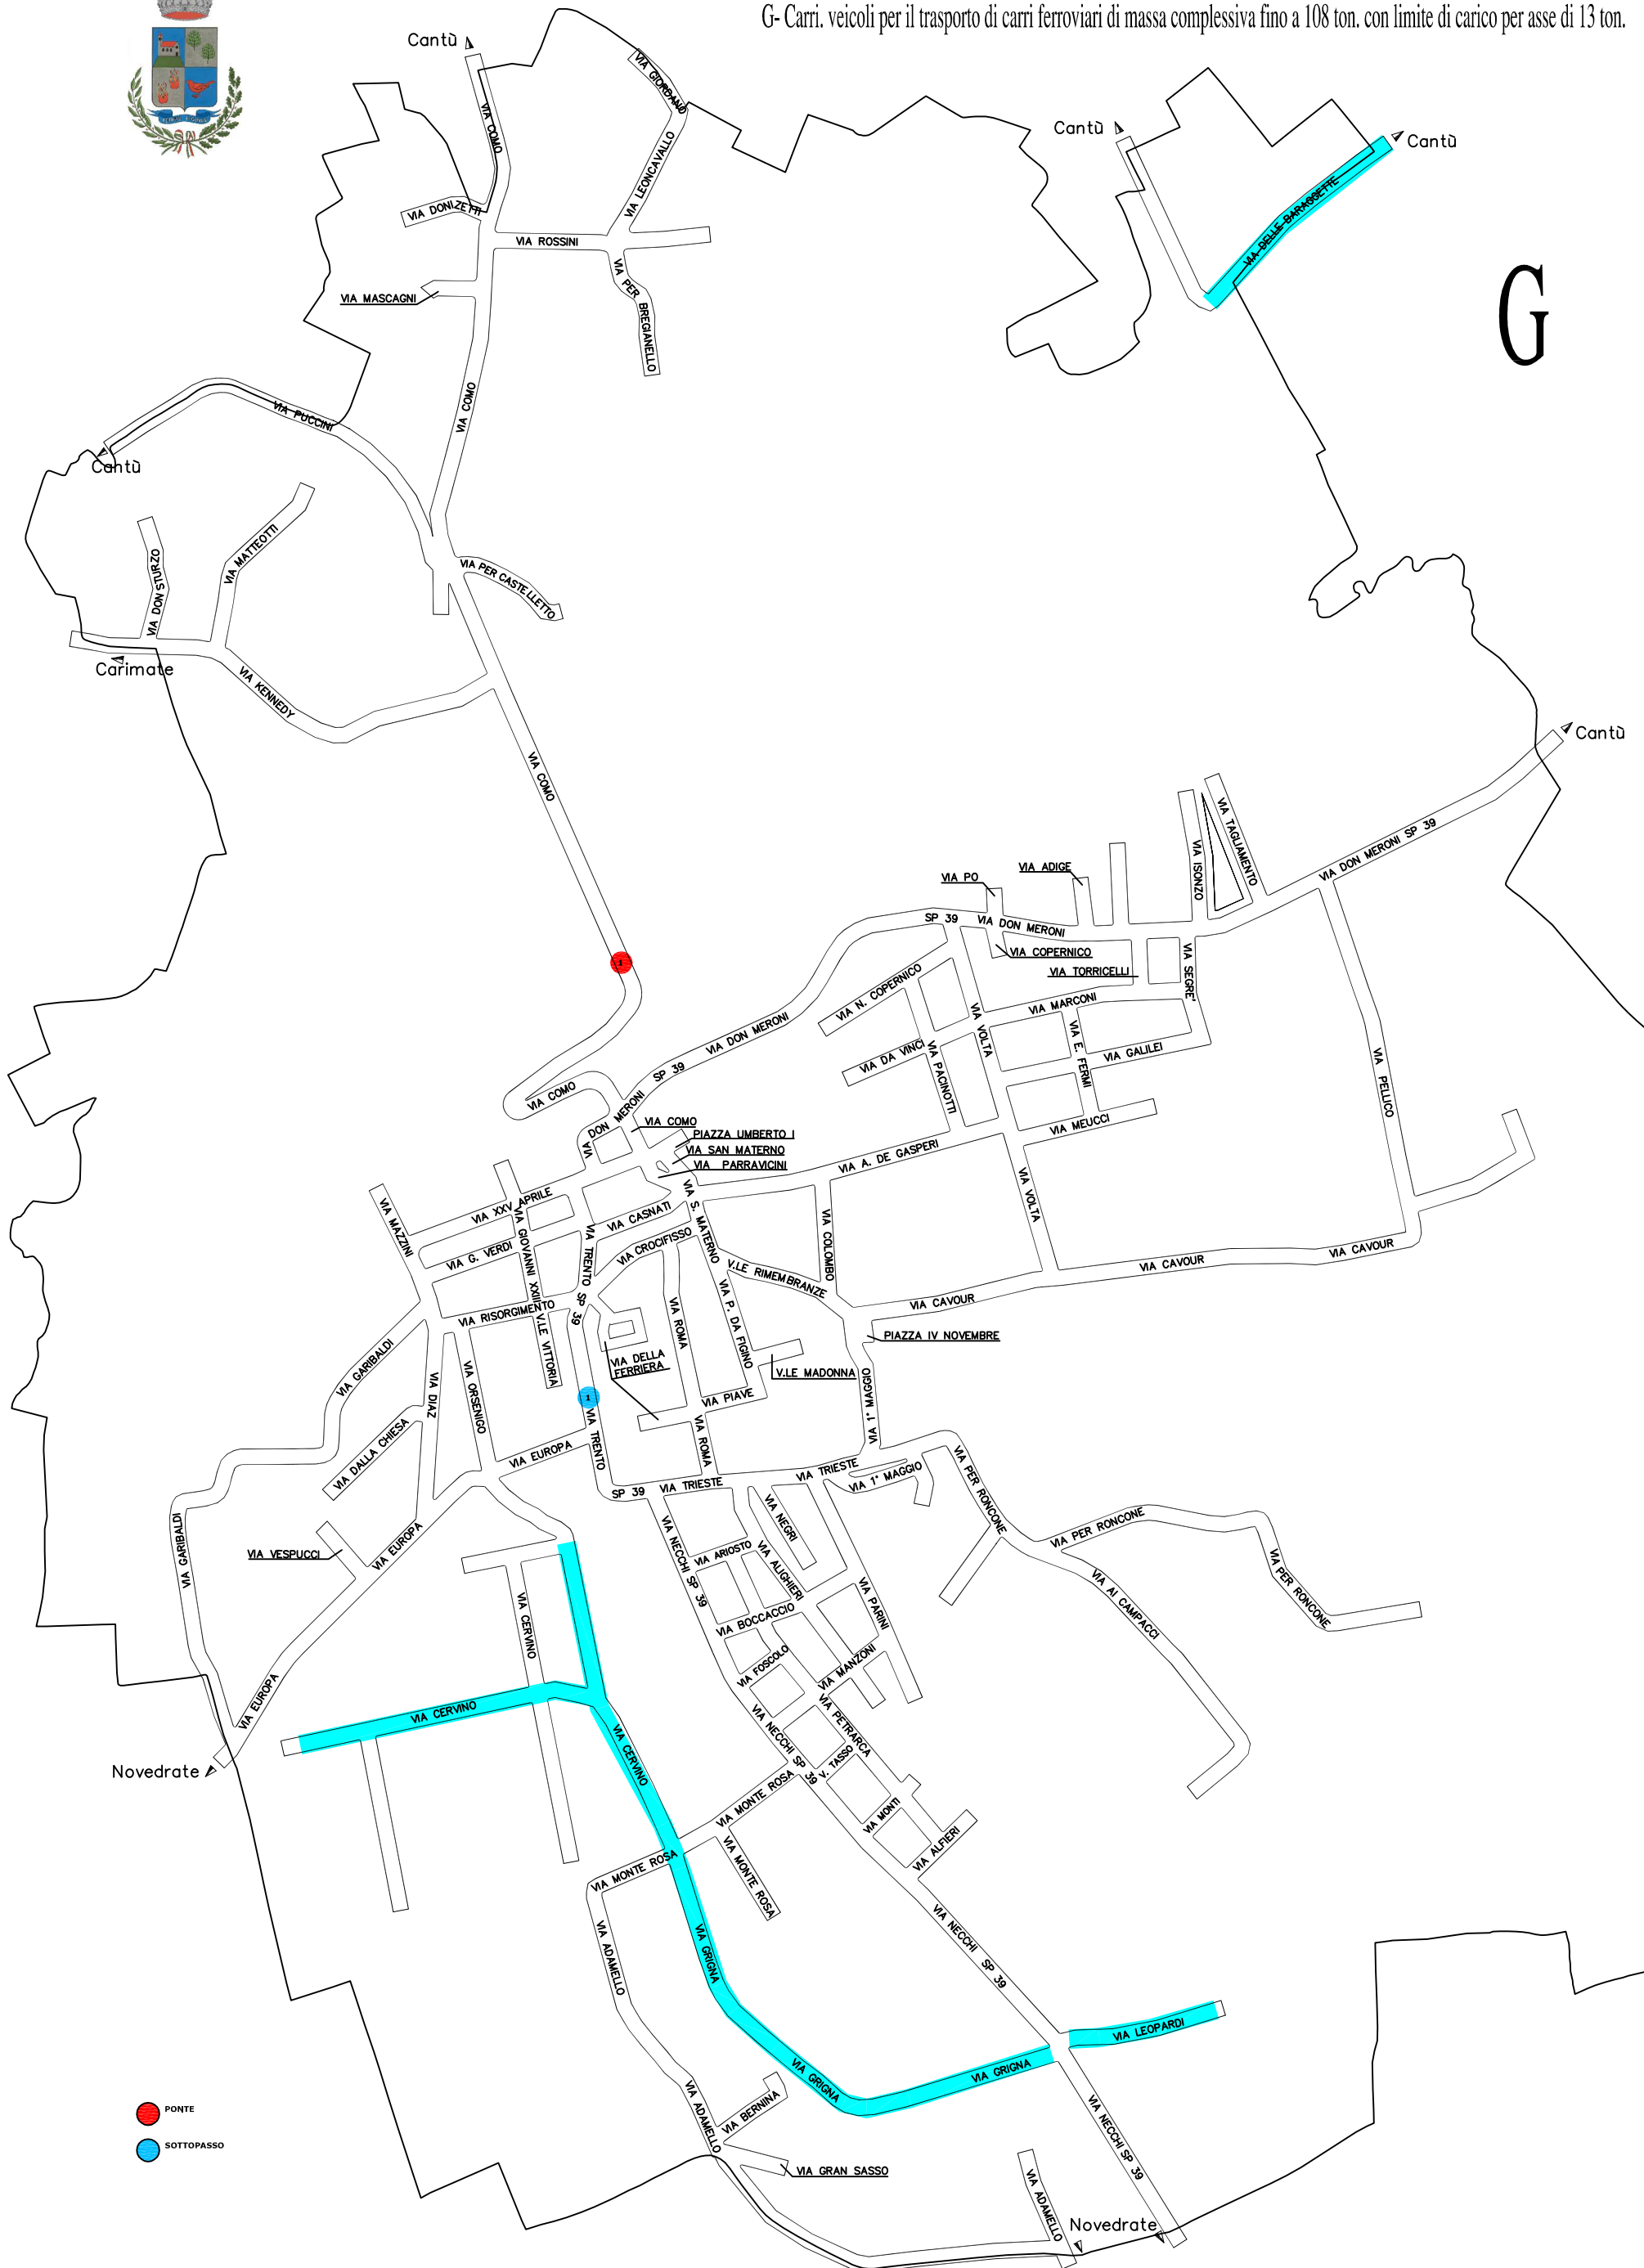 G- Carri. veicoli per il trasporto di carri ferroviari di massa complessiva fino a 108 ton. con limite di carico per asse di 13 ton.
Cantù
VIA GIORDANO
VIA COMO
VIA LEONCAVALLO
Cantù
Cantù
VIA DELLE BARAGGETTE
VIA DONIZETTI
VIA ROSSINI
VIA MASCAGNI
VIA PER BREGIANELLO
G
VIA COMO
VIA PUCCINI
Cantù
VIA MATTEOTTI
VIA DON STURZO
VIA PER CASTELLETTO
Carimate
VIA KENNEDY
VIA COMO
Cantù
VIA TAGLIAMENTO
VIA ISONZO
VIA DON MERONI SP 39
VIA ADIGE
VIA PO
SP 39
VIA DON MERONI
VIA COPERNICO
VIA TORRICELLI
VIA SEGRE'
VIA N. COPERNICO
VIA MARCONI
VIA VOLTA
VIA DON MERONI
VIA DA VINCI
VIA E. FERMI
VIA GALILEI
VIA PACINOTTI
SP 39
VIA PELLUCO
VIA COMO
VIA DON MERONI
VIA COMO
PIAZZA UMBERTO I
VIA SAN MATERNO
VIA PARRAVICINI
VIA MEUCCI
VIA A. DE GASPERI
VIA VOLTA
VIA XXV APRILE
VIA MAZZINI
VIA CASNATI
VIA S. MATERNO
VIA G. VERDI
VIA GIOVANNI XXIII
VIA TRENTO SP 39
VIA CROCIFISSO
VIA COLOMBO
V.LE RIMEMBRANZE
VIA CAVOUR
VIA CAVOUR
VIA CAVOUR
VIA RISORGIMENTO
VIA ROMA
VIA P. DA FIGINO
PIAZZA IV NOVEMBRE
V.LE VITTORIA
VIA DELLA
FERRIERA
V.LE MADONNA
VIA GARIBALDI
VIA DIAZ
VIA ORSENIGO
1
VIA PIAVE
VIA 1° MAGGIO
VIA DALLA CHIESA
VIA EUROPA
VIA TRENTO
VIA ROMA
VIA TRIESTE
VIA 1° MAGGIO
SP 39
VIA TRIESTE
VIA PER RONCONE
VIA NEGRI
VIA GARIBALDI
VIA EUROPA
VIA VESPUCCI
VIA NECCHI SP 39
VIA ARIOSTO
VIA ALIGHIERI
VIA PER RONCONE
VIA PER RONCONE
VIA AI CAMPACCI
VIA CERVINO
VIA BOCCACCIO
VIA PARINI
VIA FOSCOLO
VIA MANZONI
VIA EUROPA
VIA CERVINO
VIA CERVINO
VIA NECCHI SP 39
VIA PETRARCA
V. TASSO
Novedrate
VIA MONTE ROSA
VIA MONTI
VIA ALFIERI
VIA MONTE ROSA
VIA MONTE ROSA
VIA ADAMELLO
VIA GRIGNA
VIA NECCHI SP 39
VIA LEOPARDI
VIA GRIGNA
VIA GRIGNA
VIA ADAMELLO
VIA BERNINA
VIA NECCHI SP 39
PONTE
SOTTOPASSO
VIA GRAN SASSO
VIA ADAMELLO
Novedrate